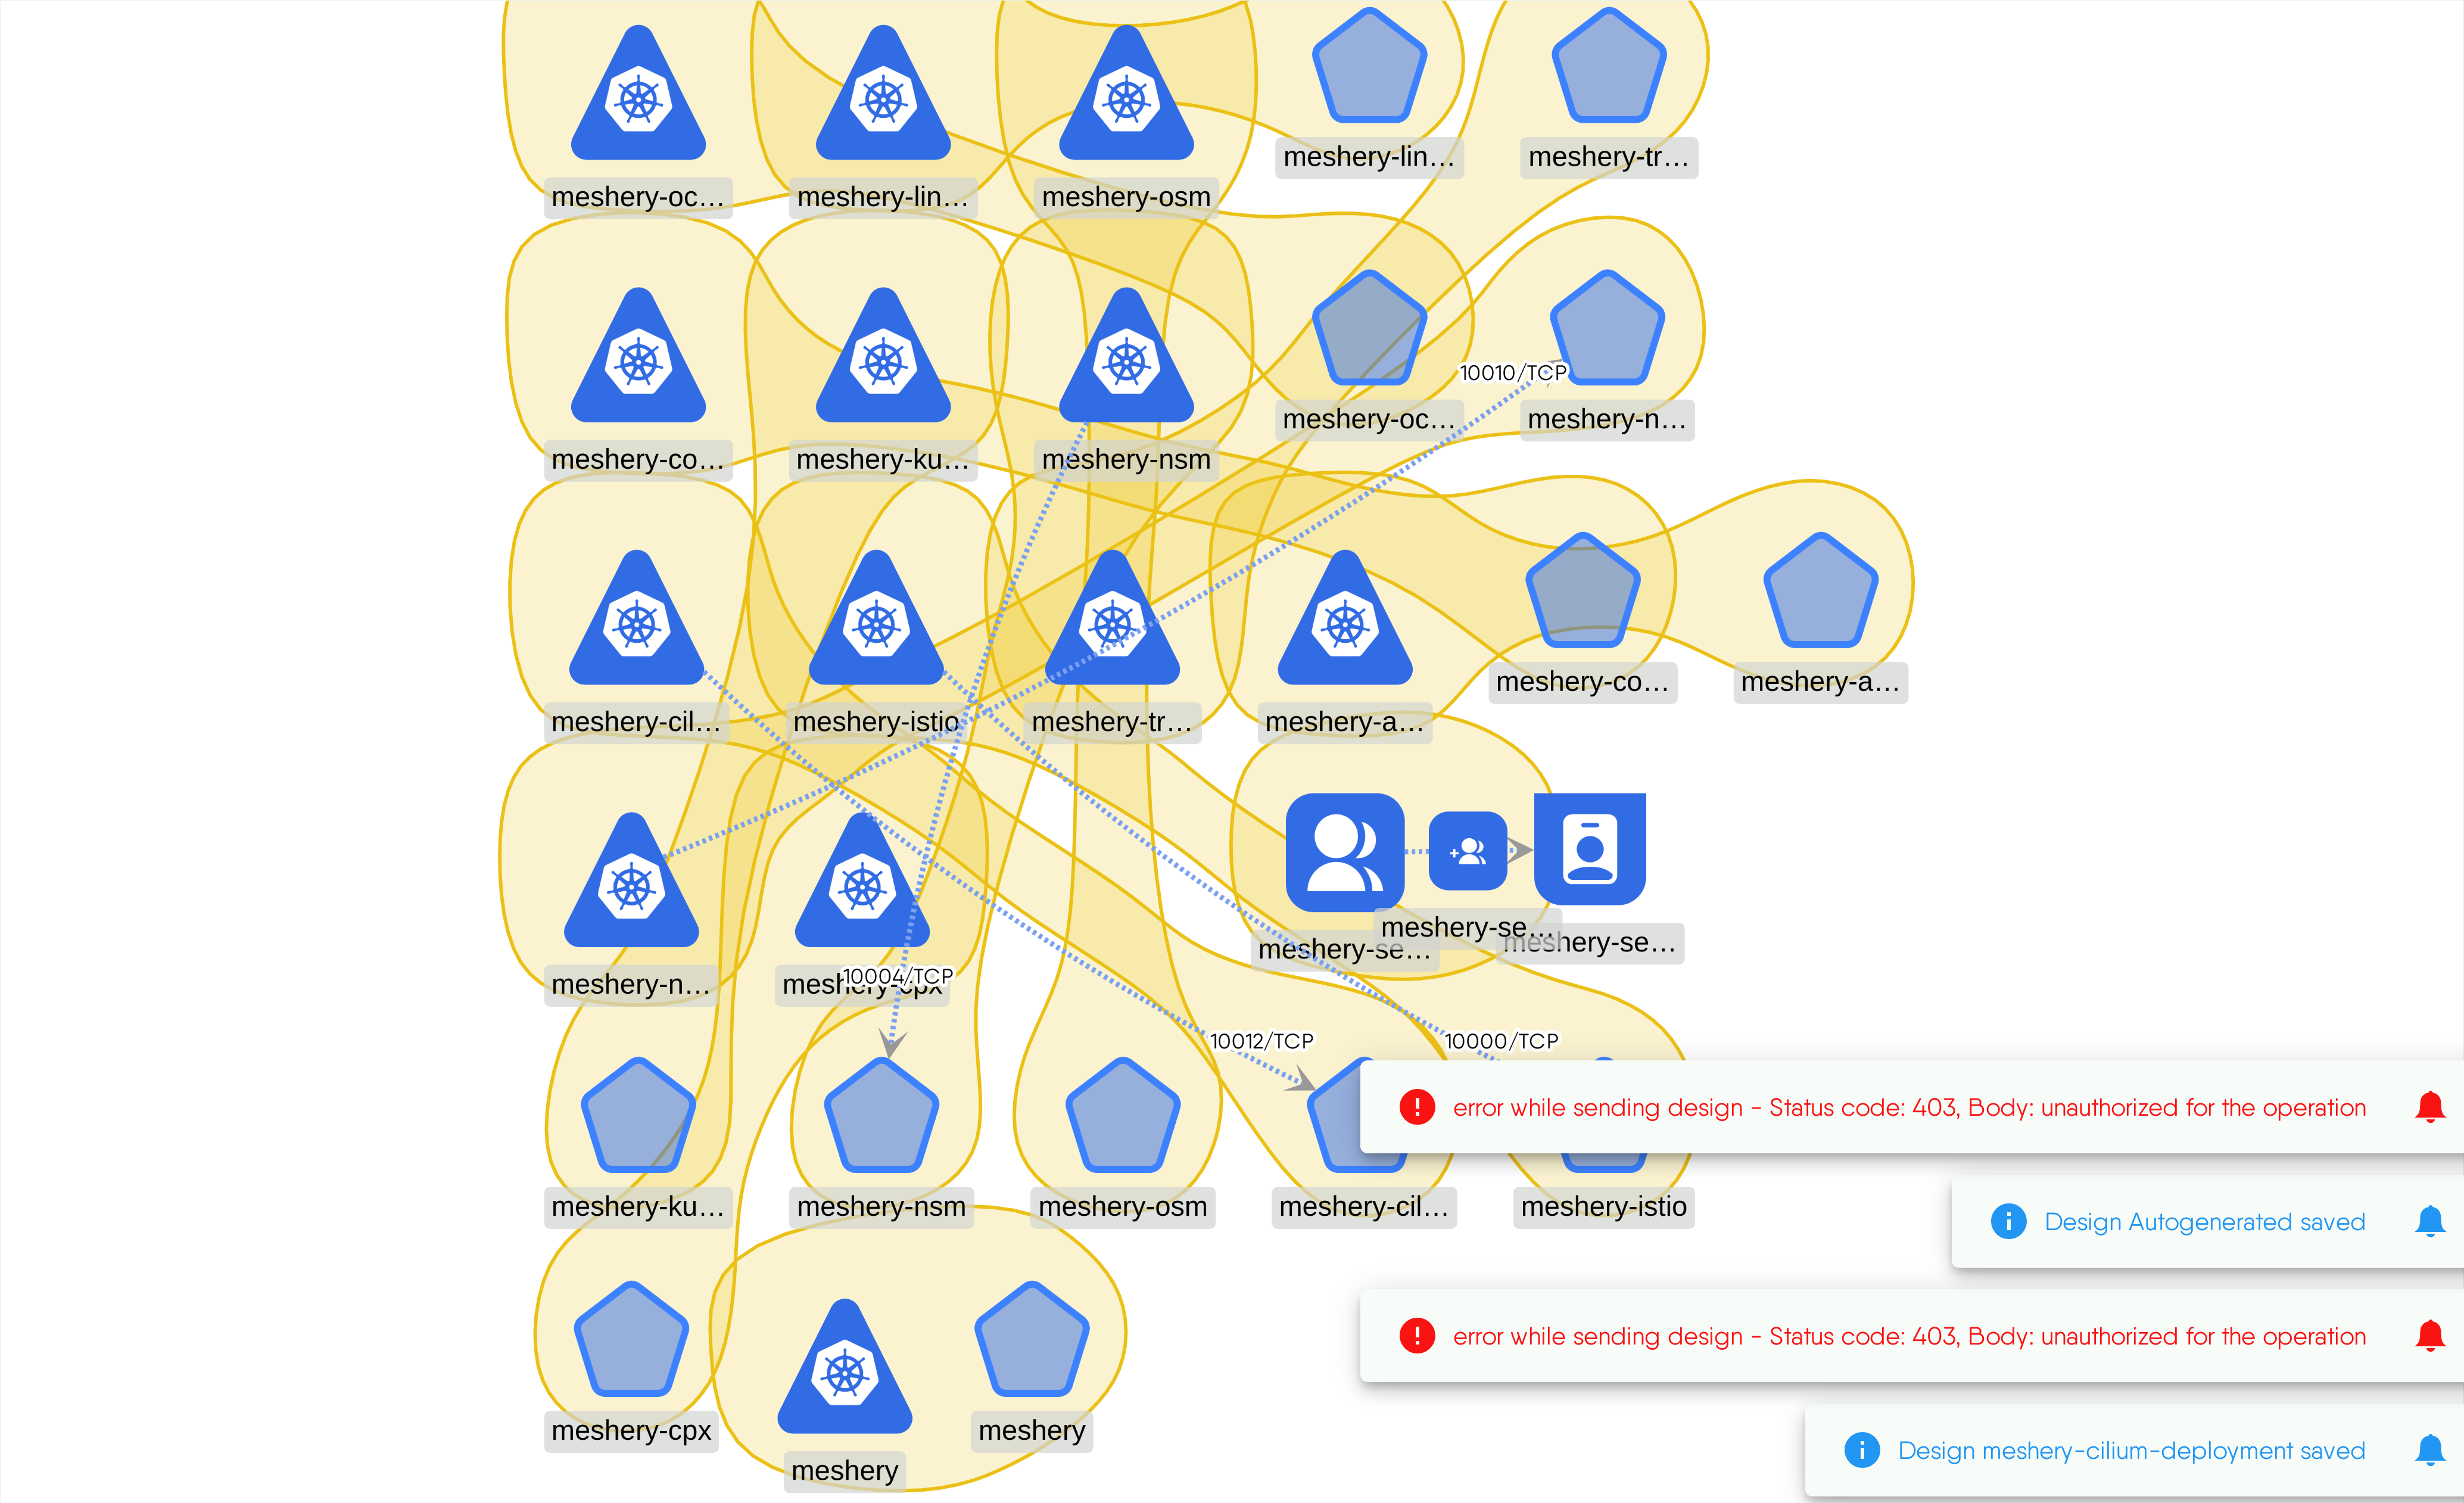 meshery-lin…
meshery-tr…
meshery-oc…
meshery-lin…
meshery-osm
10010/TCP
meshery-oc…
meshery-n…
meshery-co…
meshery-ku…
meshery-nsm
meshery-co…
meshery-a…
meshery-cil…
meshery-istio
meshery-tr…
meshery-a…
meshery-se…
meshery-se…
meshery-se…
meshery-n…
meshery-cpx
10004/TCP
10012/TCP
10000/TCP
error while sending design - Status code: 403, Body: unauthorized for the operation
meshery-ku…
meshery-nsm
meshery-osm
meshery-cil…
meshery-istio
Design Autogenerated saved
error while sending design - Status code: 403, Body: unauthorized for the operation
meshery-cpx
meshery
meshery
Design meshery-cilium-deployment saved